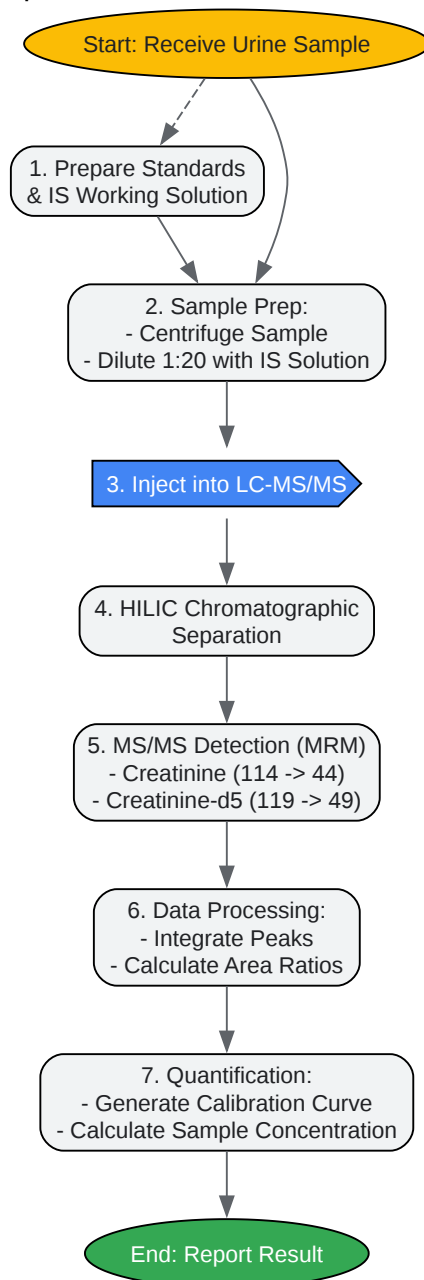 Start: Receive Urine Sample
1. Prepare Standards
& IS Working Solution
2. Sample Prep:
- Centrifuge Sample
- Dilute 1:20 with IS Solution
3. Inject into LC-MS/MS
4. HILIC Chromatographic
Separation
5. MS/MS Detection (MRM)
- Creatinine (114 -> 44)
- Creatinine-d5 (119 -> 49)
6. Data Processing:
- Integrate Peaks
- Calculate Area Ratios
7. Quantification:
- Generate Calibration Curve
- Calculate Sample Concentration
End: Report Result